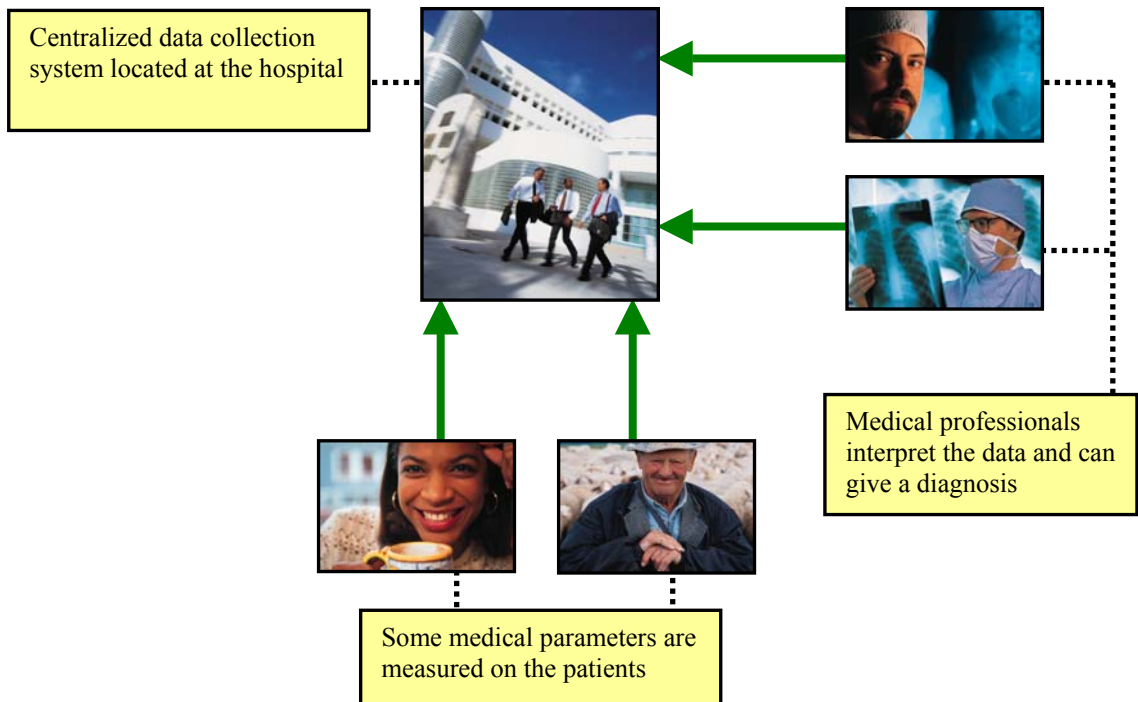 Centralized data collection
system located at the hospital
Medical professionals
interpret the data and can
give a diagnosis
Some medical parameters are
measured on the patients